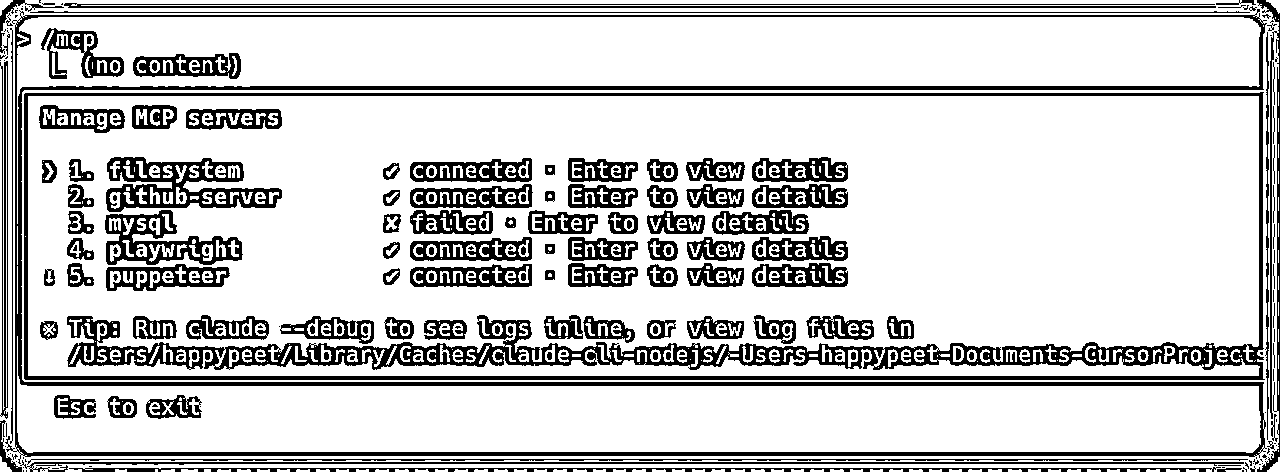 > /mcp
⎿ (no content)
Manage MCP servers
❯ 1. filesystem ✔ connected · Enter to view details
2. github-server ✔ connected · Enter to view details
3. mysql ✘ failed · Enter to view details
4. playwright ✔ connected · Enter to view details
↓ 5. puppeteer ✔ connected · Enter to view details
※ Tip: Run claude --debug to see logs inline, or view log files in
/Users/happypeet/Library/Caches/claude-cli-nodejs/-Users-happypeet-Documents-CursorProjects
Esc to exit